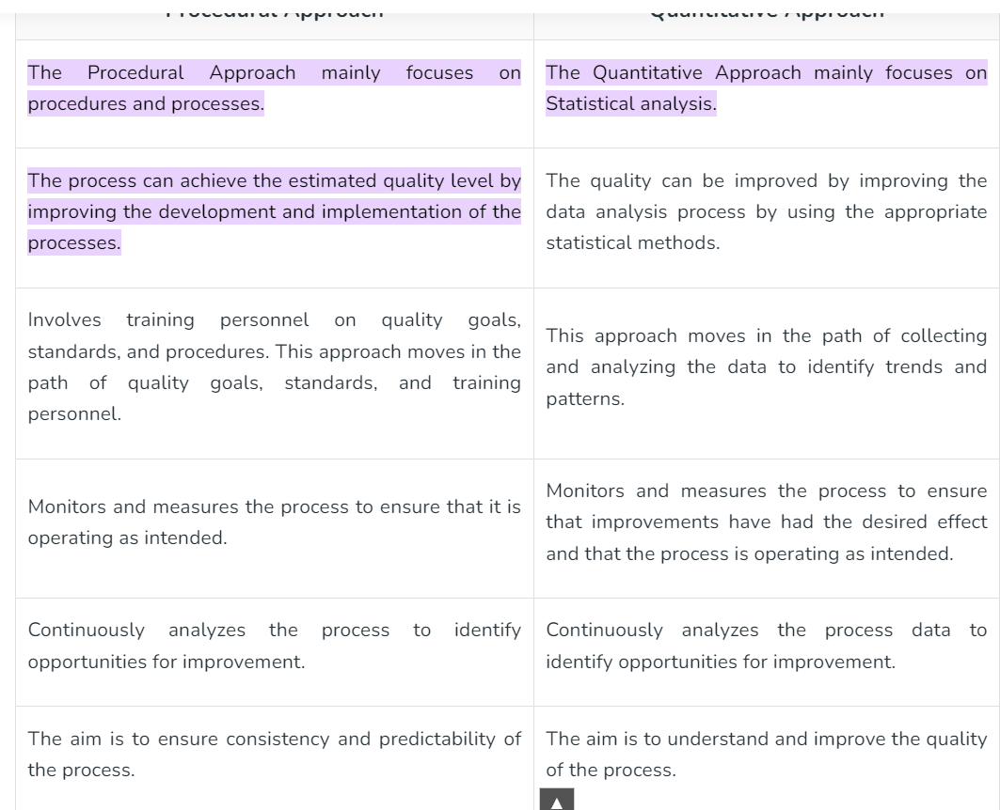 Procedural Approach
Quantitative Approach
The Procedural Approach mainly focuses on
procedures and processes.
The Quantitative Approach mainly focuses on
Statistical analysis.
The process can achieve the estimated quality level by
improving the development and implementation of the
processes.
The quality can be improved by improving the
data analysis process by using the appropriate
statistical methods.
Involves training personnel on quality goals,
standards, and procedures. This approach moves in the
path of quality goals, standards, and training
personnel.
This approach moves in the path of collecting
and analyzing the data to identify trends and
patterns.
Monitors and measures the process to ensure that it is
operating as intended.
Monitors and measures the process to ensure
that improvements have had the desired effect
and that the process is operating as intended.
Continuously analyzes the process to identify
opportunities for improvement.
Continuously analyzes the process data to
identify opportunities for improvement.
The aim is to ensure consistency and predictability of
the process.
The aim is to understand and improve the quality
of the process.